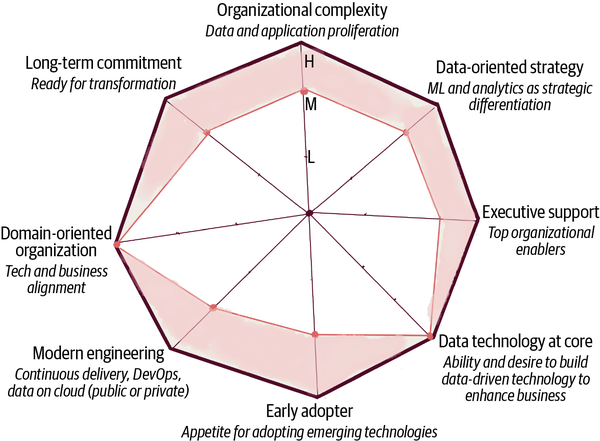 Organizational complexity
Data and application proliferation
Long-term commitment
Ready for transformation
H
Data-oriented strategy
ML and analytics as strategic
differentiation
M
L
Executive support
Top organizational
enablers
Domain-oriented
organization
Tech and business
alignment
Data technology at core
Ability and desire to build
data-driven technology to
enhance business
Modern engineering
Continuous delivery, DevOps,
data on cloud (public or private)
Early adopter
Appetite for adopting emerging technologies